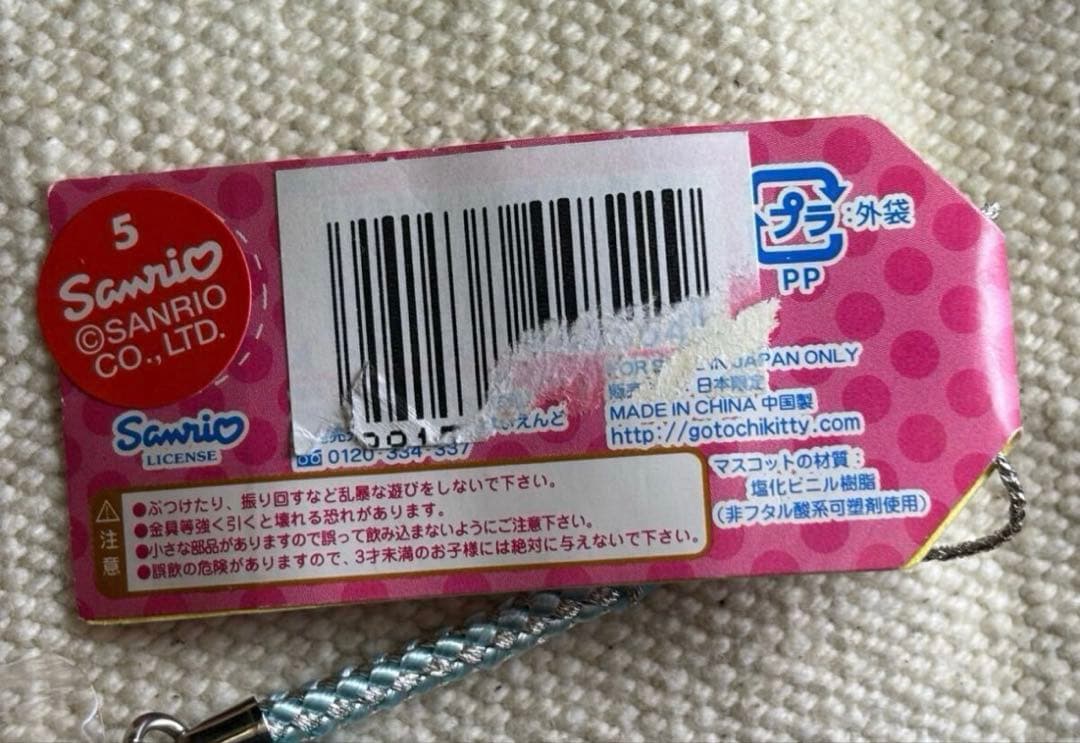 5
Sanrio
©SANRIO
CO., LTD.
Sanrio
LICENSE
プラ
:外袋
PP
JAPAN ONLY
日本限定
MADE IN CHINA 中国製
http://gotochikitty.com
えんど
0120-334-337
マスコットの材質:
塩化ビニル樹脂
(非フタル酸系可塑剤使用)
注意
●ぶつけたり、振り回すなど乱暴な遊びをしないで下さい。
●金具等強く引くと壊れる恐れがあります。
●小さな部品がありますので誤って飲み込まないようにご注意下さい。
●誤飲の危険がありますので、3才未満のお子様には絶対に与えないで下さい。